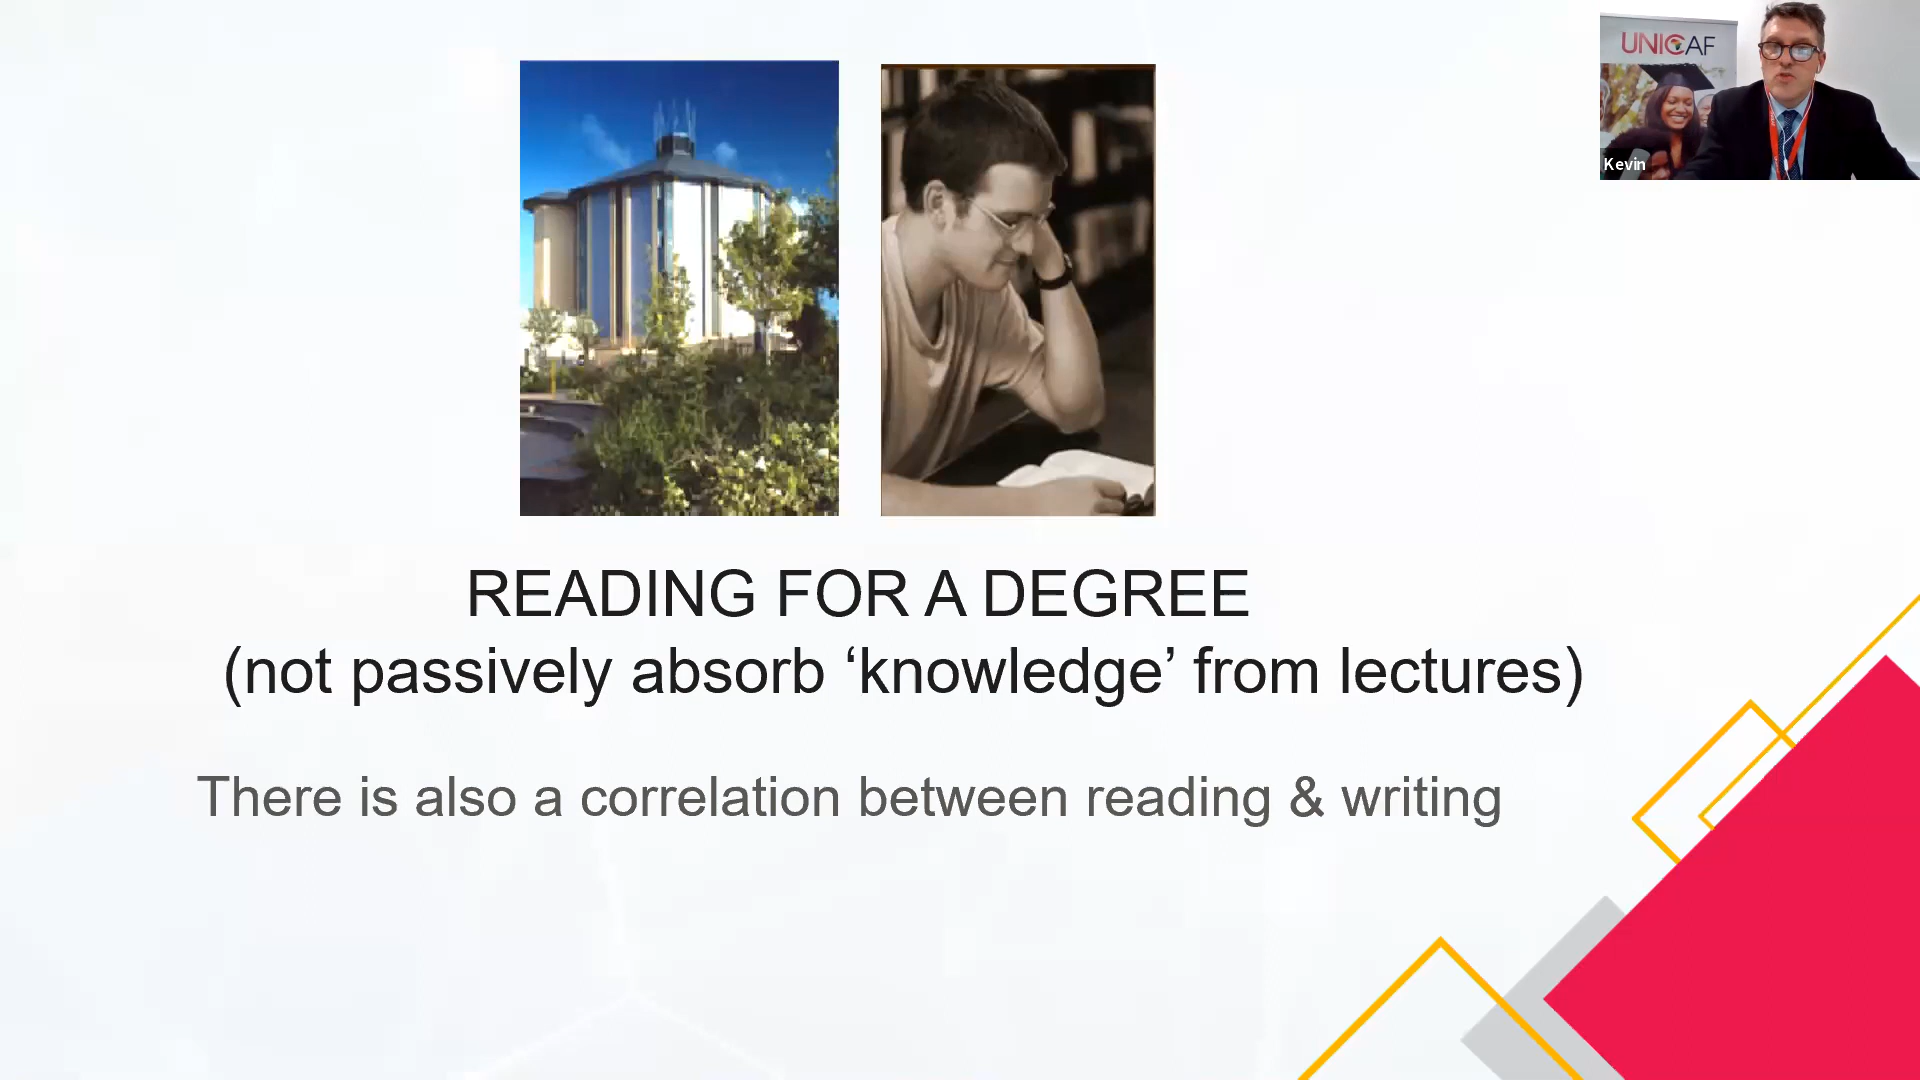 UNICAF
Kevin
READING FOR A DEGREE
(not passively absorb ‘knowledge’ from lectures)
There is also a correlation between reading & writing